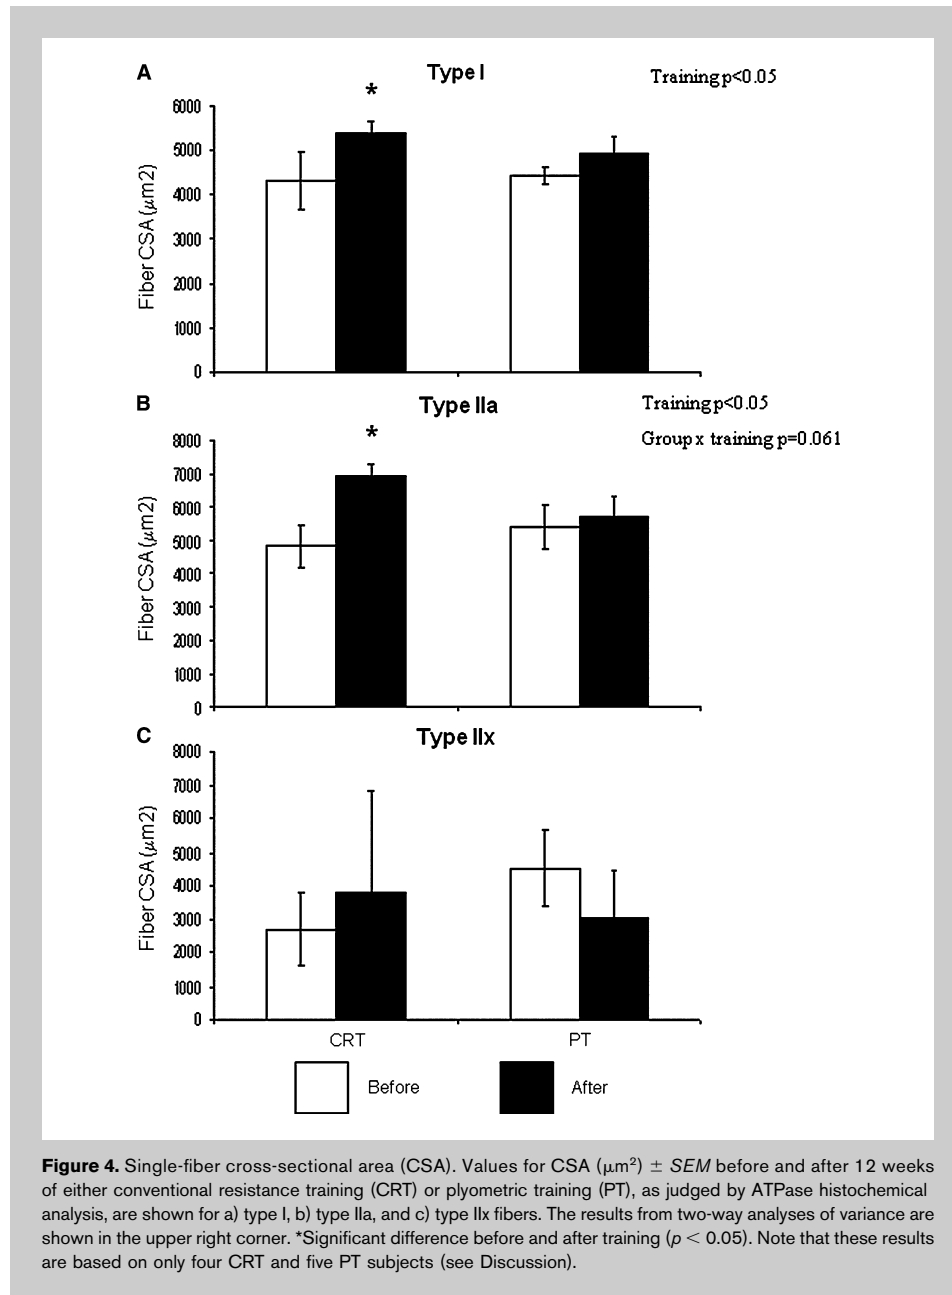 A
Type I
Training p<0.05
*
6000
5000
4000
3000
2000
1000
0
Fiber CSA (μm2)
B
Type IIa
Training p<0.05
Group x training p=0.061
*
8000
7000
6000
5000
4000
3000
2000
1000
0
Fiber CSA (μm2)
C
Type IIx
8000
7000
6000
5000
4000
3000
2000
1000
0
Fiber CSA (μm2)
CRT PT
Before After
Figure 4. Single-fiber cross-sectional area (CSA). Values for CSA (μm²) ± SEM before and after 12 weeks
of either conventional resistance training (CRT) or plyometric training (PT), as judged by ATPase histochemical
analysis, are shown for a) type I, b) type IIa, and c) type IIx fibers. The results from two-way analyses of variance are
shown in the upper right corner. *Significant difference before and after training (p < 0.05). Note that these results
are based on only four CRT and five PT subjects (see Discussion).